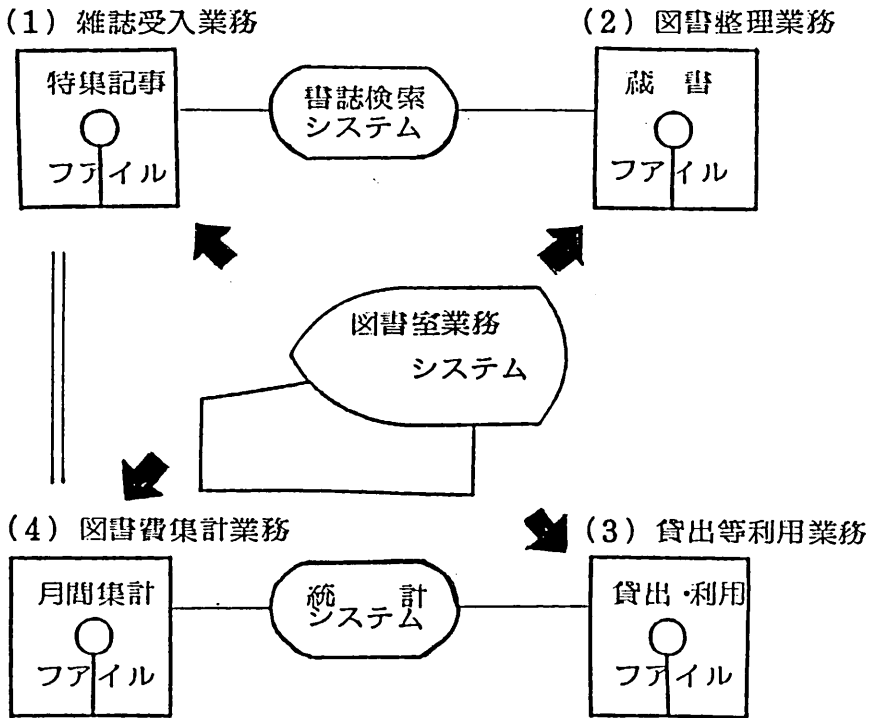 (1) 雑誌受入業務
(2) 図書整理業務
特集記事
ファイル
書誌検索
システム
蔵 書
ファイル
図書室業務
システム
(4) 図書費集計業務
(3) 貸出等利用業務
月間集計
ファイル
統 計
システム
貸出・利用
ファイル